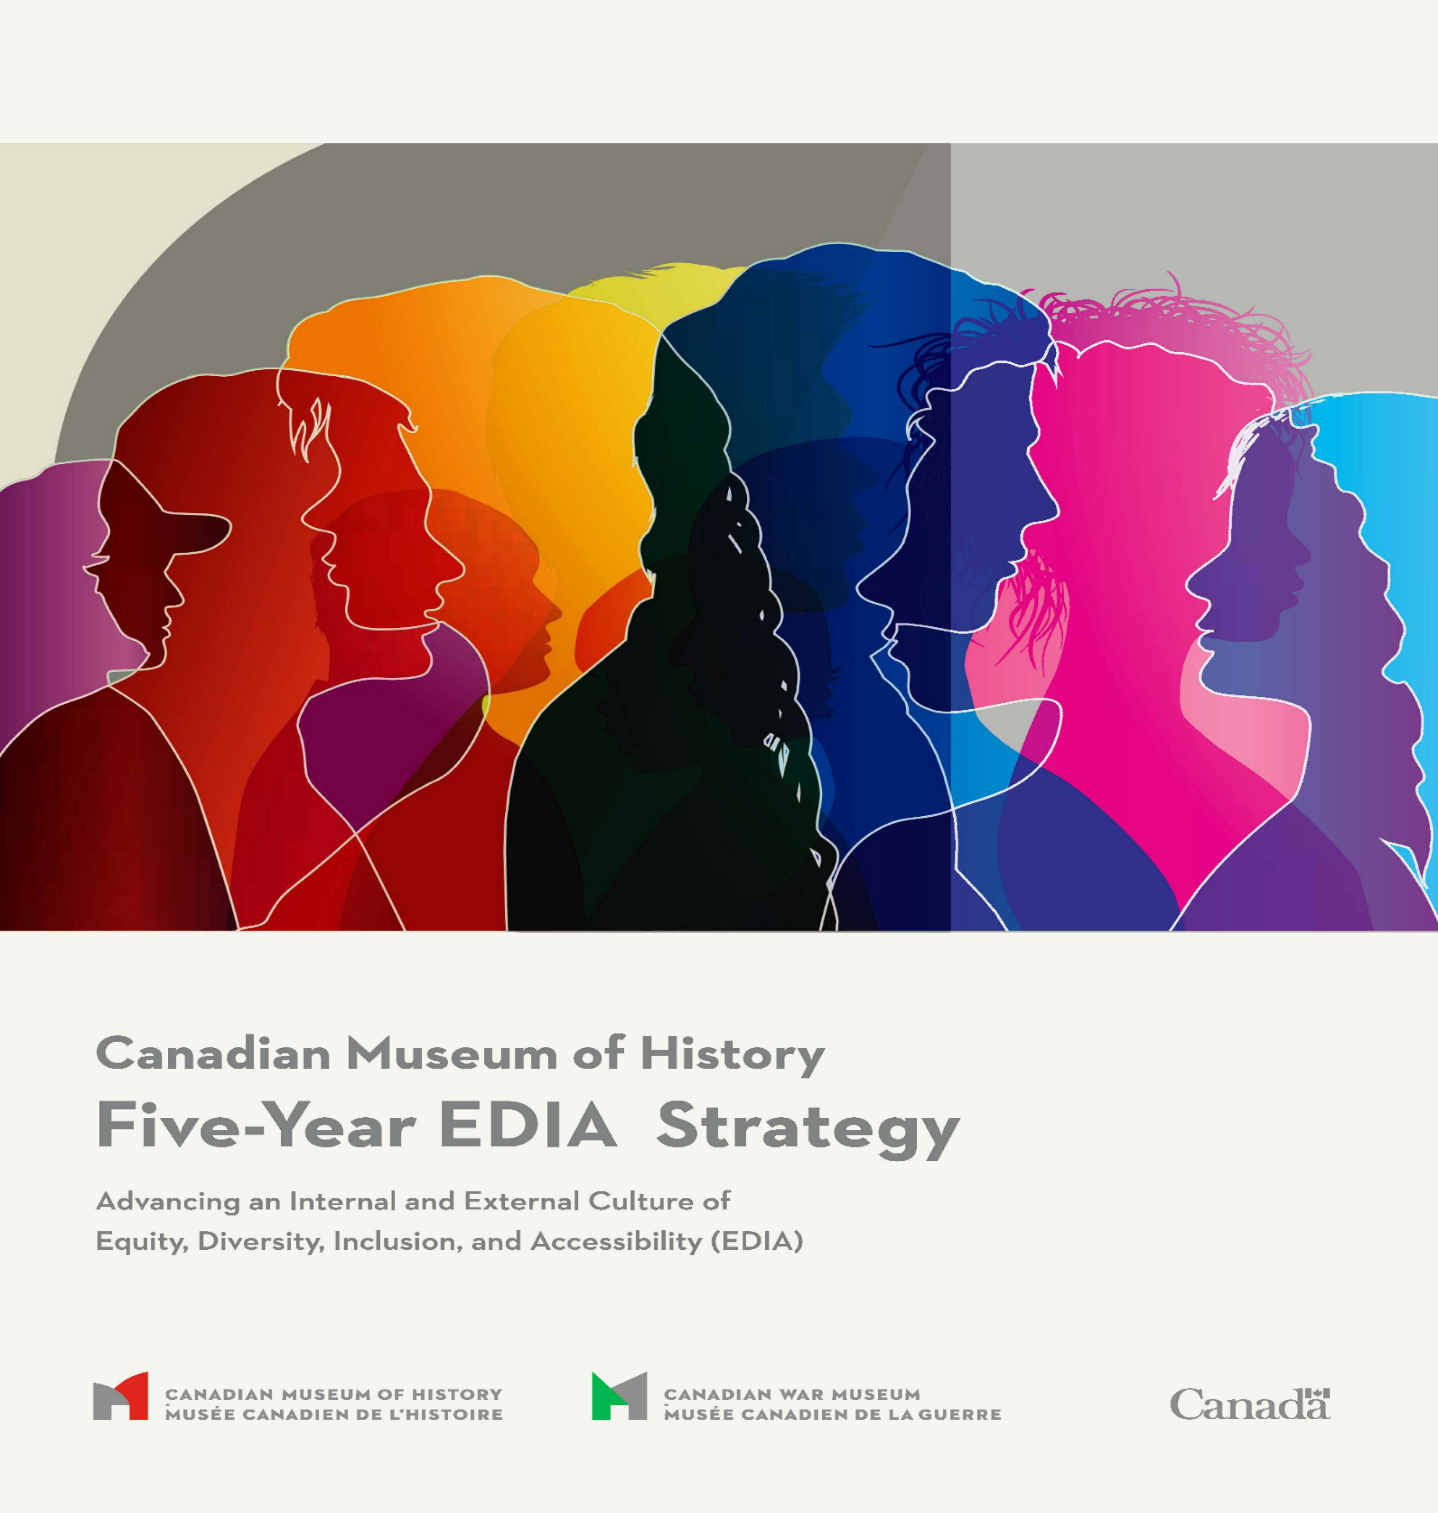 Canadian Museum of History
Five-Year EDIA Strategy
Advancing an Internal and External Culture of
Equity, Diversity, Inclusion, and Accessibility (EDIA)
CANADIAN MUSEUM OF HISTORY
MUSÉE CANADIEN DE L'HISTOIRE
CANADIAN WAR MUSEUM
MUSÉE CANADIEN DE LA GUERRE
Canada